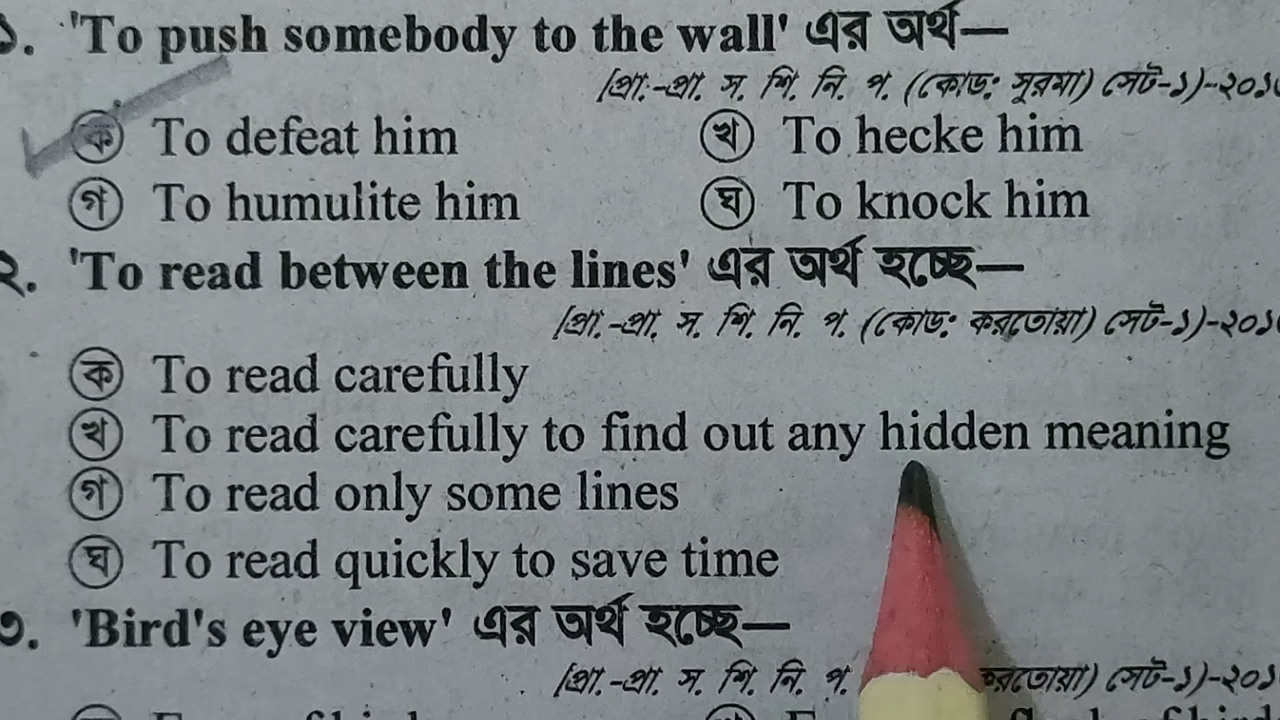 ১. 'To push somebody to the wall' এর অর্থ—
[প্রা.-প্রা. স. শি. নি. প. (কোড: সুরমা) সেট-১)-২০১
ক To defeat him খ To hecke him
গ To humulite him ঘ To knock him
২. 'To read between the lines' এর অর্থ হচ্ছে—
[প্রা.-প্রা. স. শি. নি. প. (কোড: করতোয়া) সেট-১)-২০১
ক To read carefully
খ To read carefully to find out any hidden meaning
গ To read only some lines
ঘ To read quickly to save time
৩. 'Bird's eye view' এর অর্থ হচ্ছে—
[প্রা.-প্রা. স. শি. নি. প. করতোয়া) সেট-১)-২০১